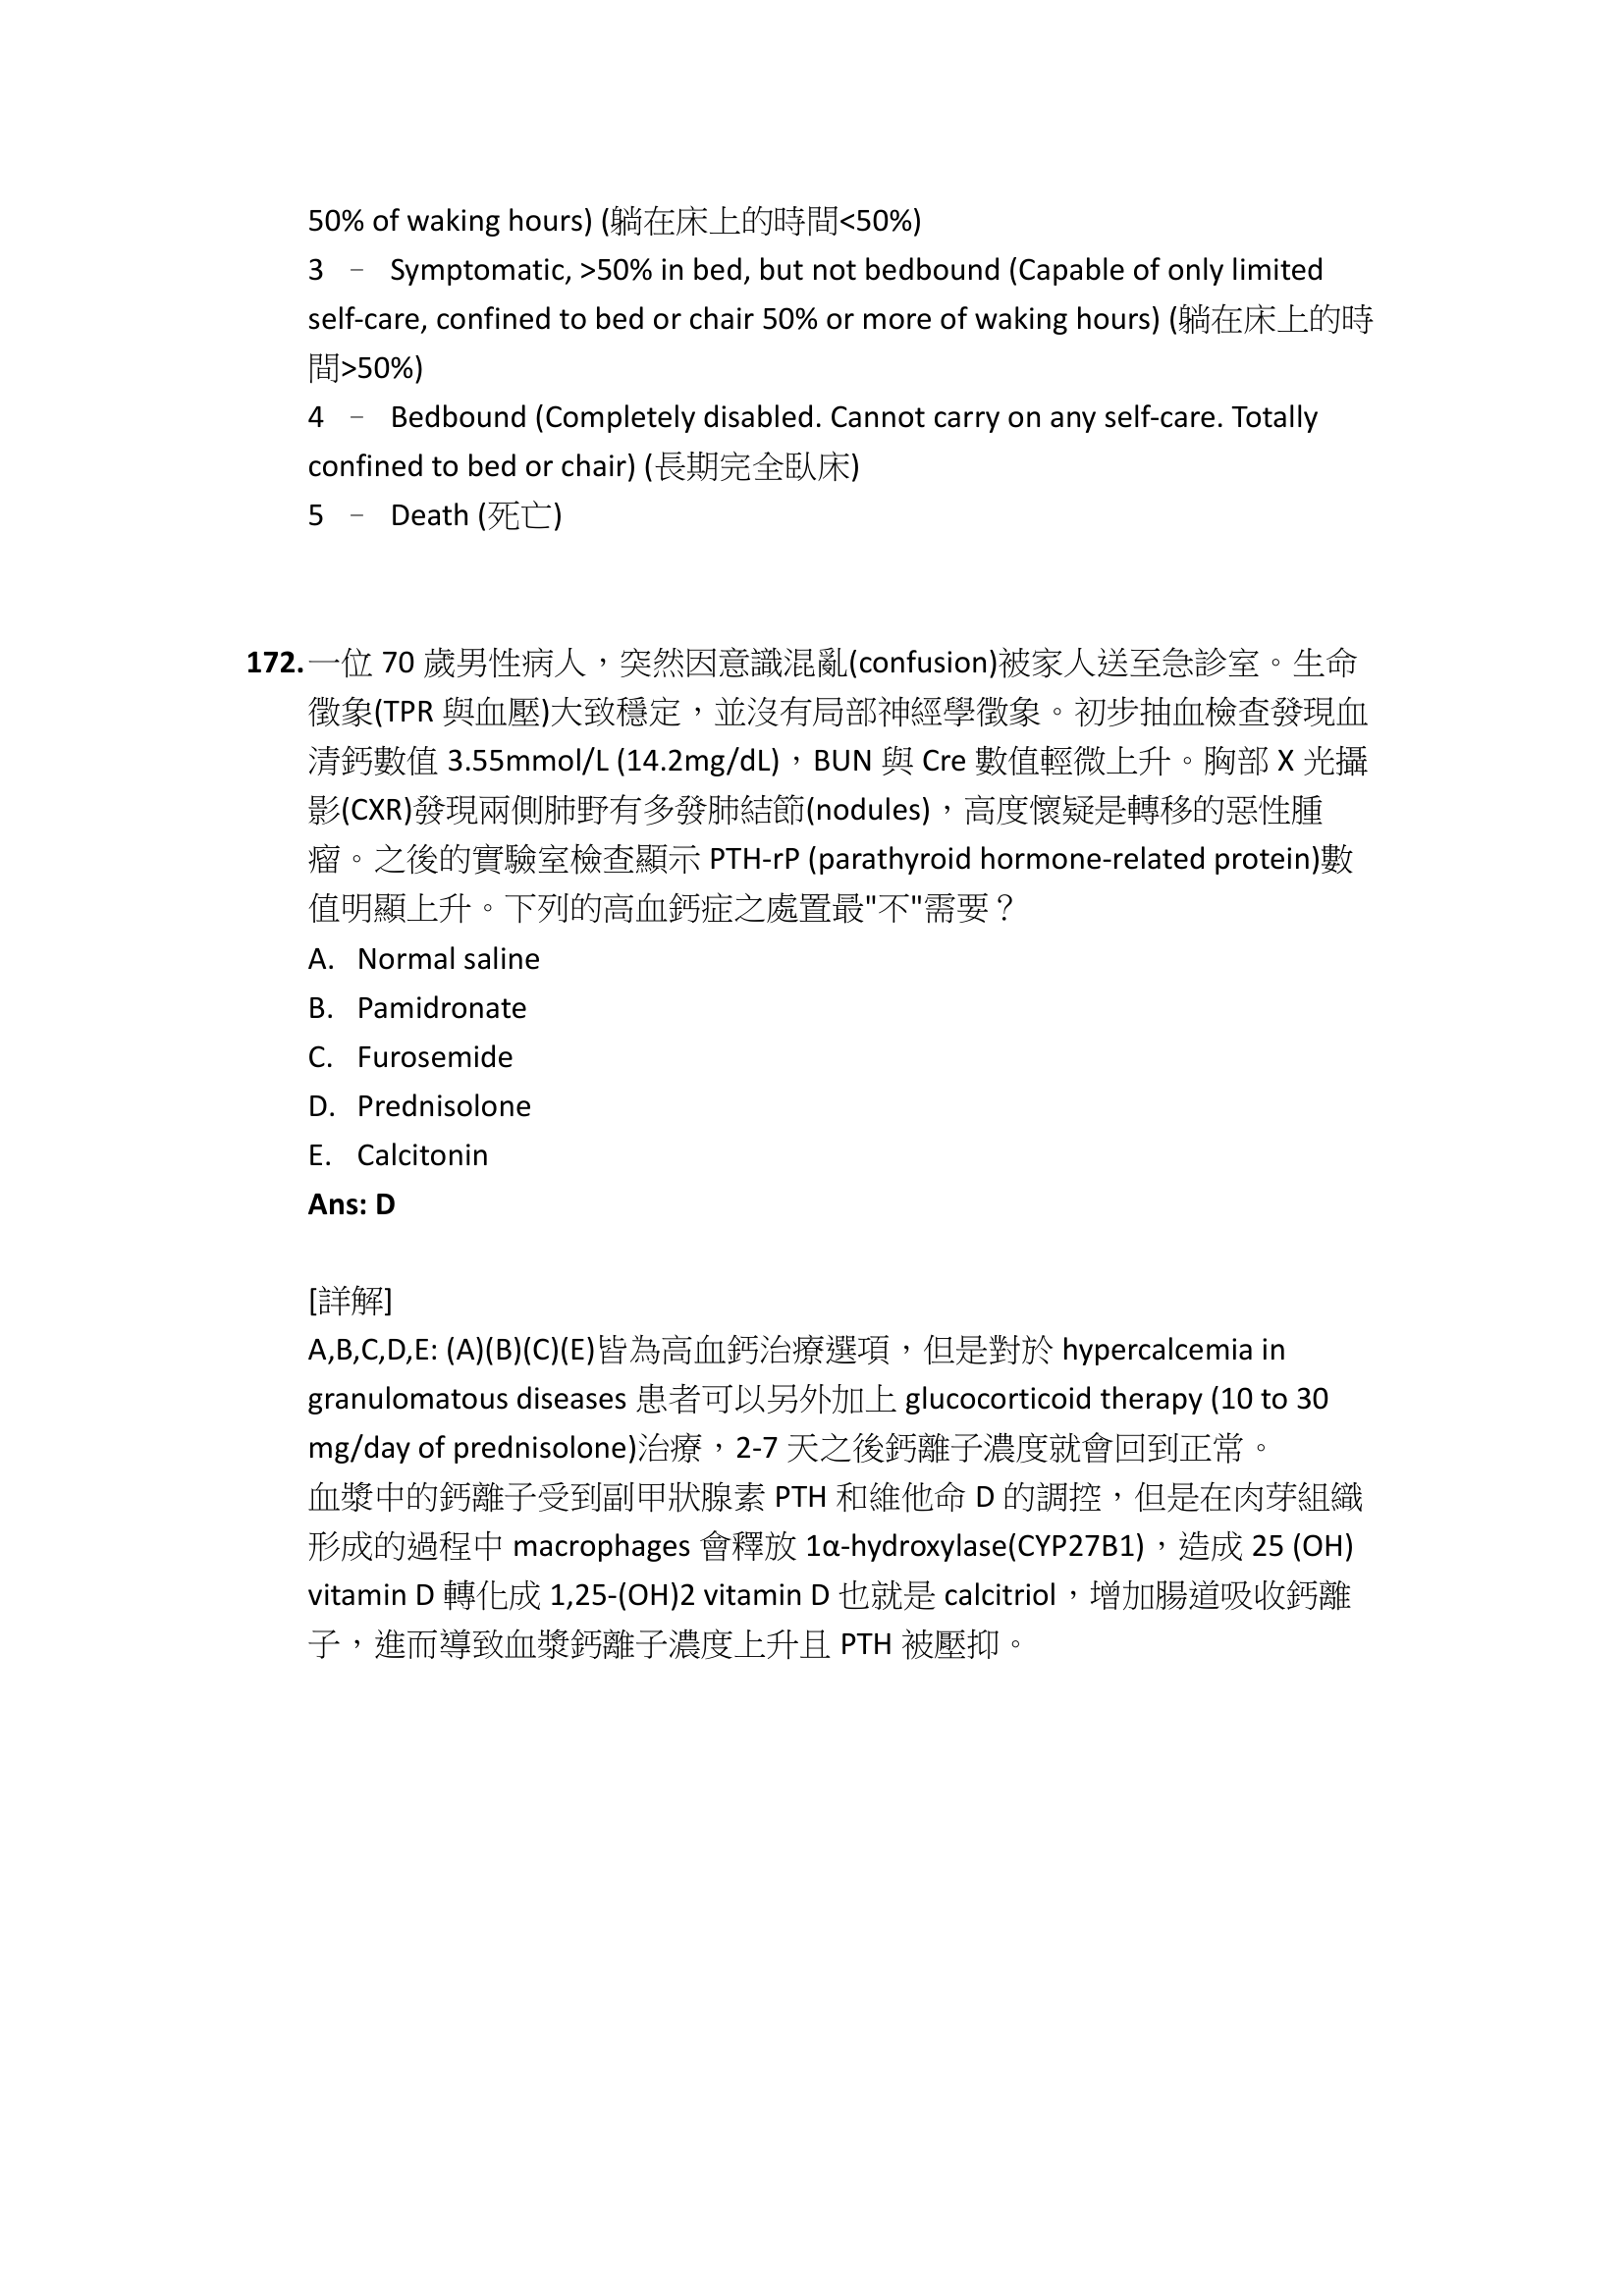 50% of waking hours) (躺在床上的時間<50%)
3 – Symptomatic, >50% in bed, but not bedbound (Capable of only limited
self-care, confined to bed or chair 50% or more of waking hours) (躺在床上的時
間>50%)
4 – Bedbound (Completely disabled. Cannot carry on any self-care. Totally
confined to bed or chair) (長期完全臥床)
5 – Death (死亡)
172. 一位 70 歲男性病人，突然因意識混亂(confusion)被家人送至急診室。生命
徵象(TPR 與血壓)大致穩定，並沒有局部神經學徵象。初步抽血檢查發現血
清鈣數值 3.55mmol/L (14.2mg/dL)，BUN 與 Cre 數值輕微上升。胸部 X 光攝
影(CXR)發現兩側肺野有多發肺結節(nodules)，高度懷疑是轉移的惡性腫
瘤。之後的實驗室檢查顯示 PTH-rP (parathyroid hormone-related protein)數
值明顯上升。下列的高血鈣症之處置最"不"需要？
A. Normal saline
B. Pamidronate
C. Furosemide
D. Prednisolone
E. Calcitonin
Ans: D
[詳解]
A,B,C,D,E: (A)(B)(C)(E)皆為高血鈣治療選項，但是對於 hypercalcemia in
granulomatous diseases 患者可以另外加上 glucocorticoid therapy (10 to 30
mg/day of prednisolone)治療，2-7 天之後鈣離子濃度就會回到正常。
血漿中的鈣離子受到副甲狀腺素 PTH 和維他命 D 的調控，但是在肉芽組織
形成的過程中 macrophages 會釋放 1α-hydroxylase(CYP27B1)，造成 25 (OH)
vitamin D 轉化成 1,25-(OH)2 vitamin D 也就是 calcitriol，增加腸道吸收鈣離
子，進而導致血漿鈣離子濃度上升且 PTH 被壓抑。